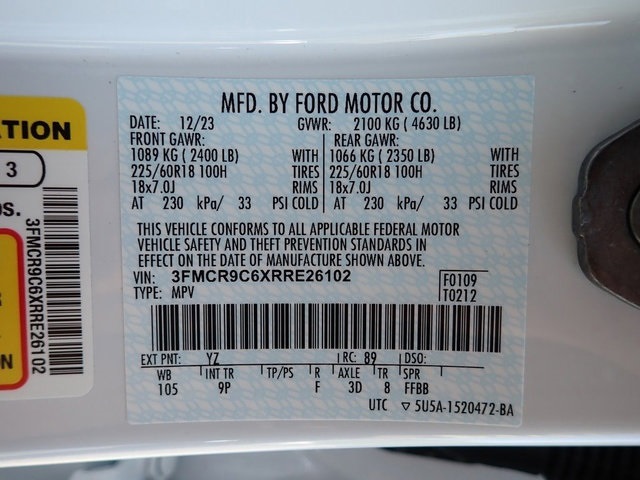 MFD. BY FORD MOTOR CO.
DATE: 12/23 GVWR: 2100 KG ( 4630 LB)
FRONT GAWR: REAR GAWR:
1089 KG ( 2400 LB) WITH 1066 KG ( 2350 LB) WITH
225/60R18 100H TIRES 225/60R18 100H TIRES
18x7.0J RIMS 18x7.0J RIMS
AT 230 kPa/ 33 PSI COLD AT 230 kPa/ 33 PSI COLD
THIS VEHICLE CONFORMS TO ALL APPLICABLE FEDERAL MOTOR
VEHICLE SAFETY AND THEFT PREVENTION STANDARDS IN
EFFECT ON THE DATE OF MANUFACTURE SHOWN ABOVE.
VIN: 3FMCR9C6XRRE26102
TYPE: MPV
F0109
T0212
EXT PNT: YZ RC: 89 DSO:
WB INT TR TP/PS R AXLE TR SPR
105 9P F 3D 8 FFBB
UTC ▽ 5U5A-1520472-BA
TION
3
os.
3FMCR9C6XRRE26102
R
N